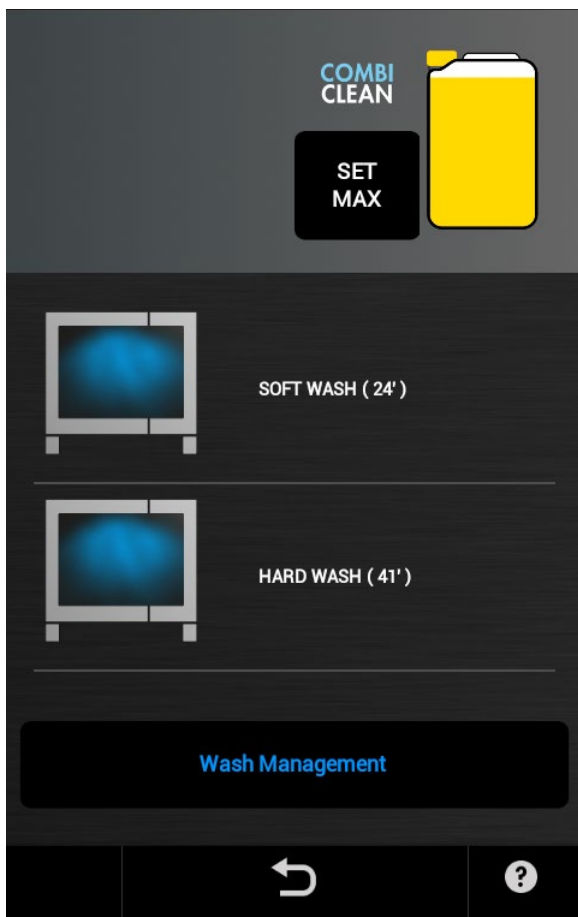 COMBI
CLEAN
SET
MAX
SOFT WASH ( 24' )
HARD WASH ( 41' )
Wash Management
?